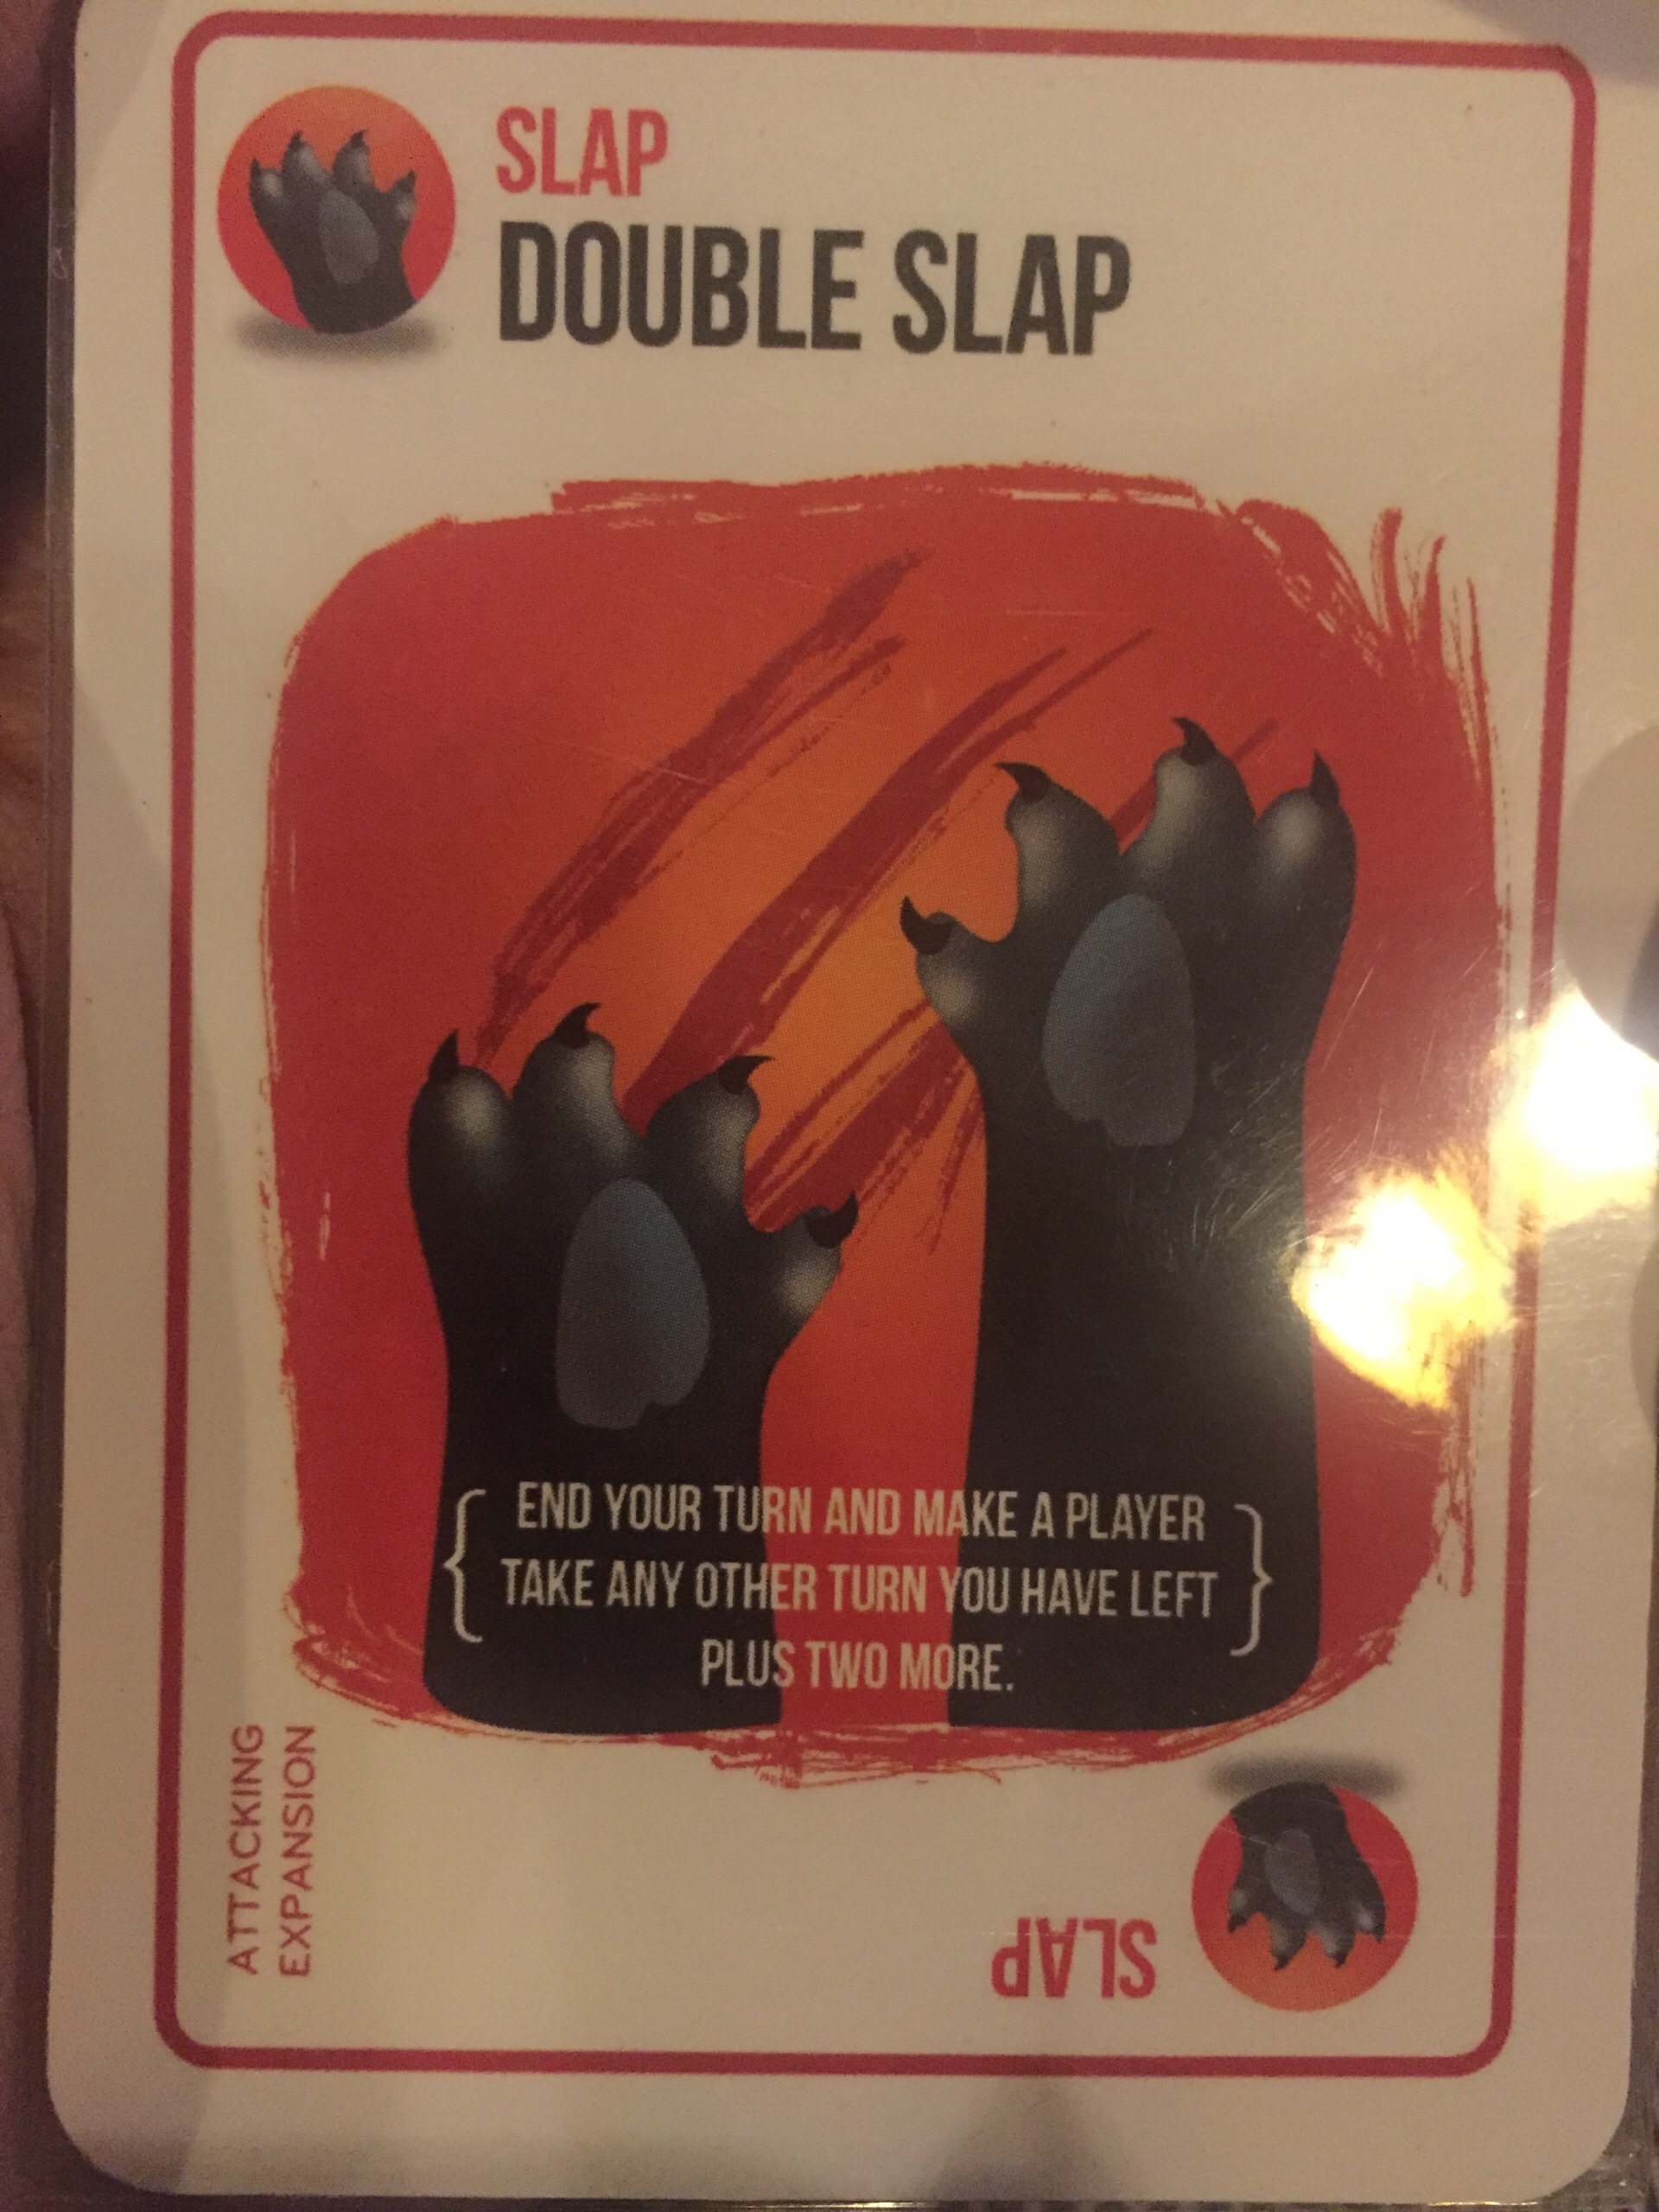 SLAP
DOUBLE SLAP
END YOUR TURN AND MAKE A PLAYER
TAKE ANY OTHER TURN YOU HAVE LEFT
PLUS TWO MORE.
ATTACKING
EXPANSION
SLAP